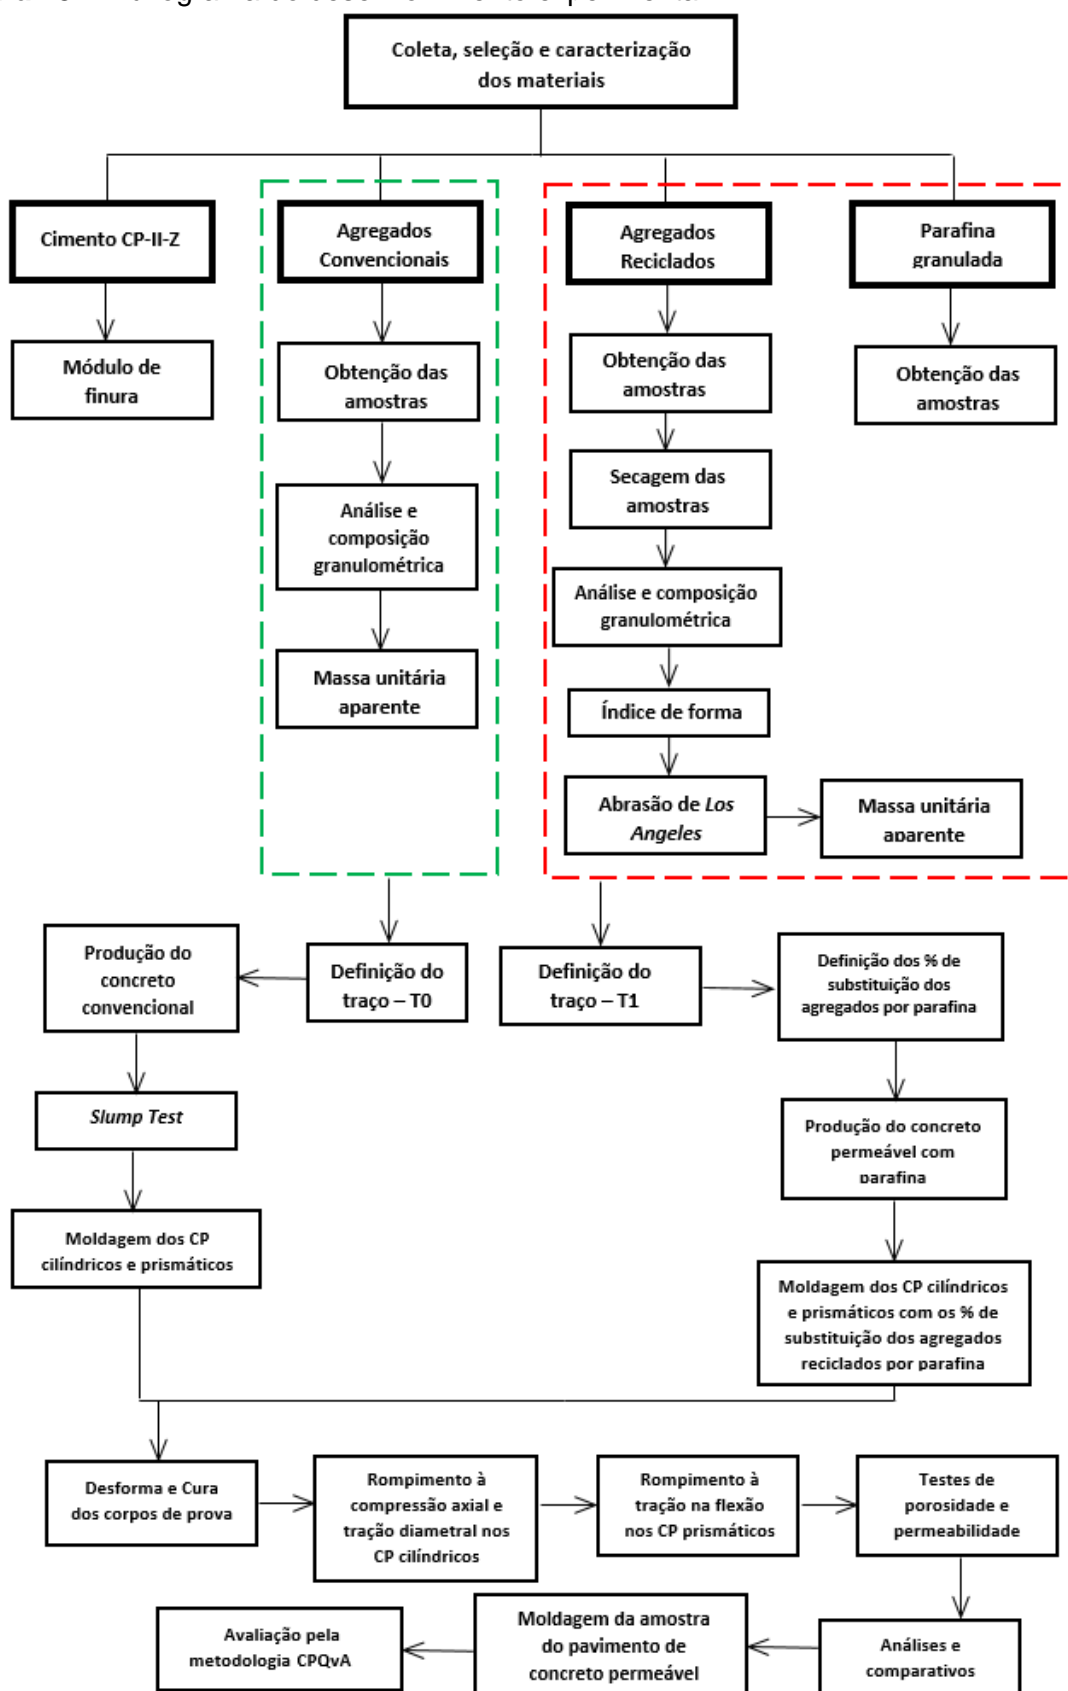 Coleta, seleção e caracterização
dos materiais
Cimento CP-II-Z
Módulo de
finura
Agregados
Convencionais
Obtenção das
amostras
Análise e
composição
granulométrica
Massa unitária
aparente
Agregados
Reciclados
Obtenção das
amostras
Secagem das
amostras
Análise e composição
granulométrica
Índice de forma
Abrasão de Los
Angeles
Massa unitária
aparente
Parafina
granulada
Obtenção das
amostras
Definição do
traço – T0
Produção do
concreto
convencional
Slump Test
Moldagem dos CP
cilíndricos e prismáticos
Definição do
traço – T1
Definição dos % de
substituição dos
agregados por parafina
Produção do concreto
permeável com
parafina
Moldagem dos CP cilíndricos
e prismáticos com os % de
substituição dos agregados
reciclados por parafina
Desforma e Cura
dos corpos de prova
Rompimento à
compressão axial e
tração diametral nos
CP cilíndricos
Rompimento à
tração na flexão
nos CP prismáticos
Testes de
porosidade e
permeabilidade
Análises e
comparativos
Moldagem da amostra
do pavimento de
concreto permeável
Avaliação pela
metodologia CPQvA